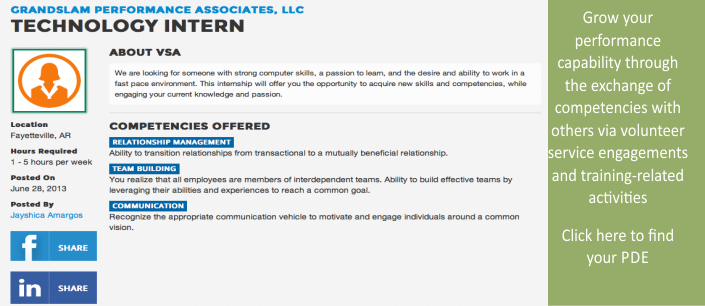 GRANDSLAM PERFORMANCE ASSOCIATES, LLC
TECHNOLOGY INTERN
Location
Fayetteville, AR
Hours Required
1 - 5 hours per week
Posted On
June 28, 2013
Posted By
Jayshica Amargos
f SHARE
in SHARE
ABOUT VSA
We are looking for someone with strong computer skills, a passion to learn, and the desire and ability to work in a
fast pace environment. This internship will offer you the opportunity to acquire new skills and competencies, while
engaging your current knowledge and passion.
COMPETENCIES OFFERED
RELATIONSHIP MANAGEMENT
Ability to transition relationships from transactional to a mutually beneficial relationship.
TEAM BUILDING
You realize that all employees are members of interdependent teams. Ability to build effective teams by
leveraging their abilities and experiences to reach a common goal.
COMMUNICATION
Recognize the appropriate communication vehicle to motivate and engage individuals around a common
vision.
Grow your
performance
capability through
the exchange of
competencies with
others via volunteer
service engagements
and training-related
activities
Click here to find
your PDE